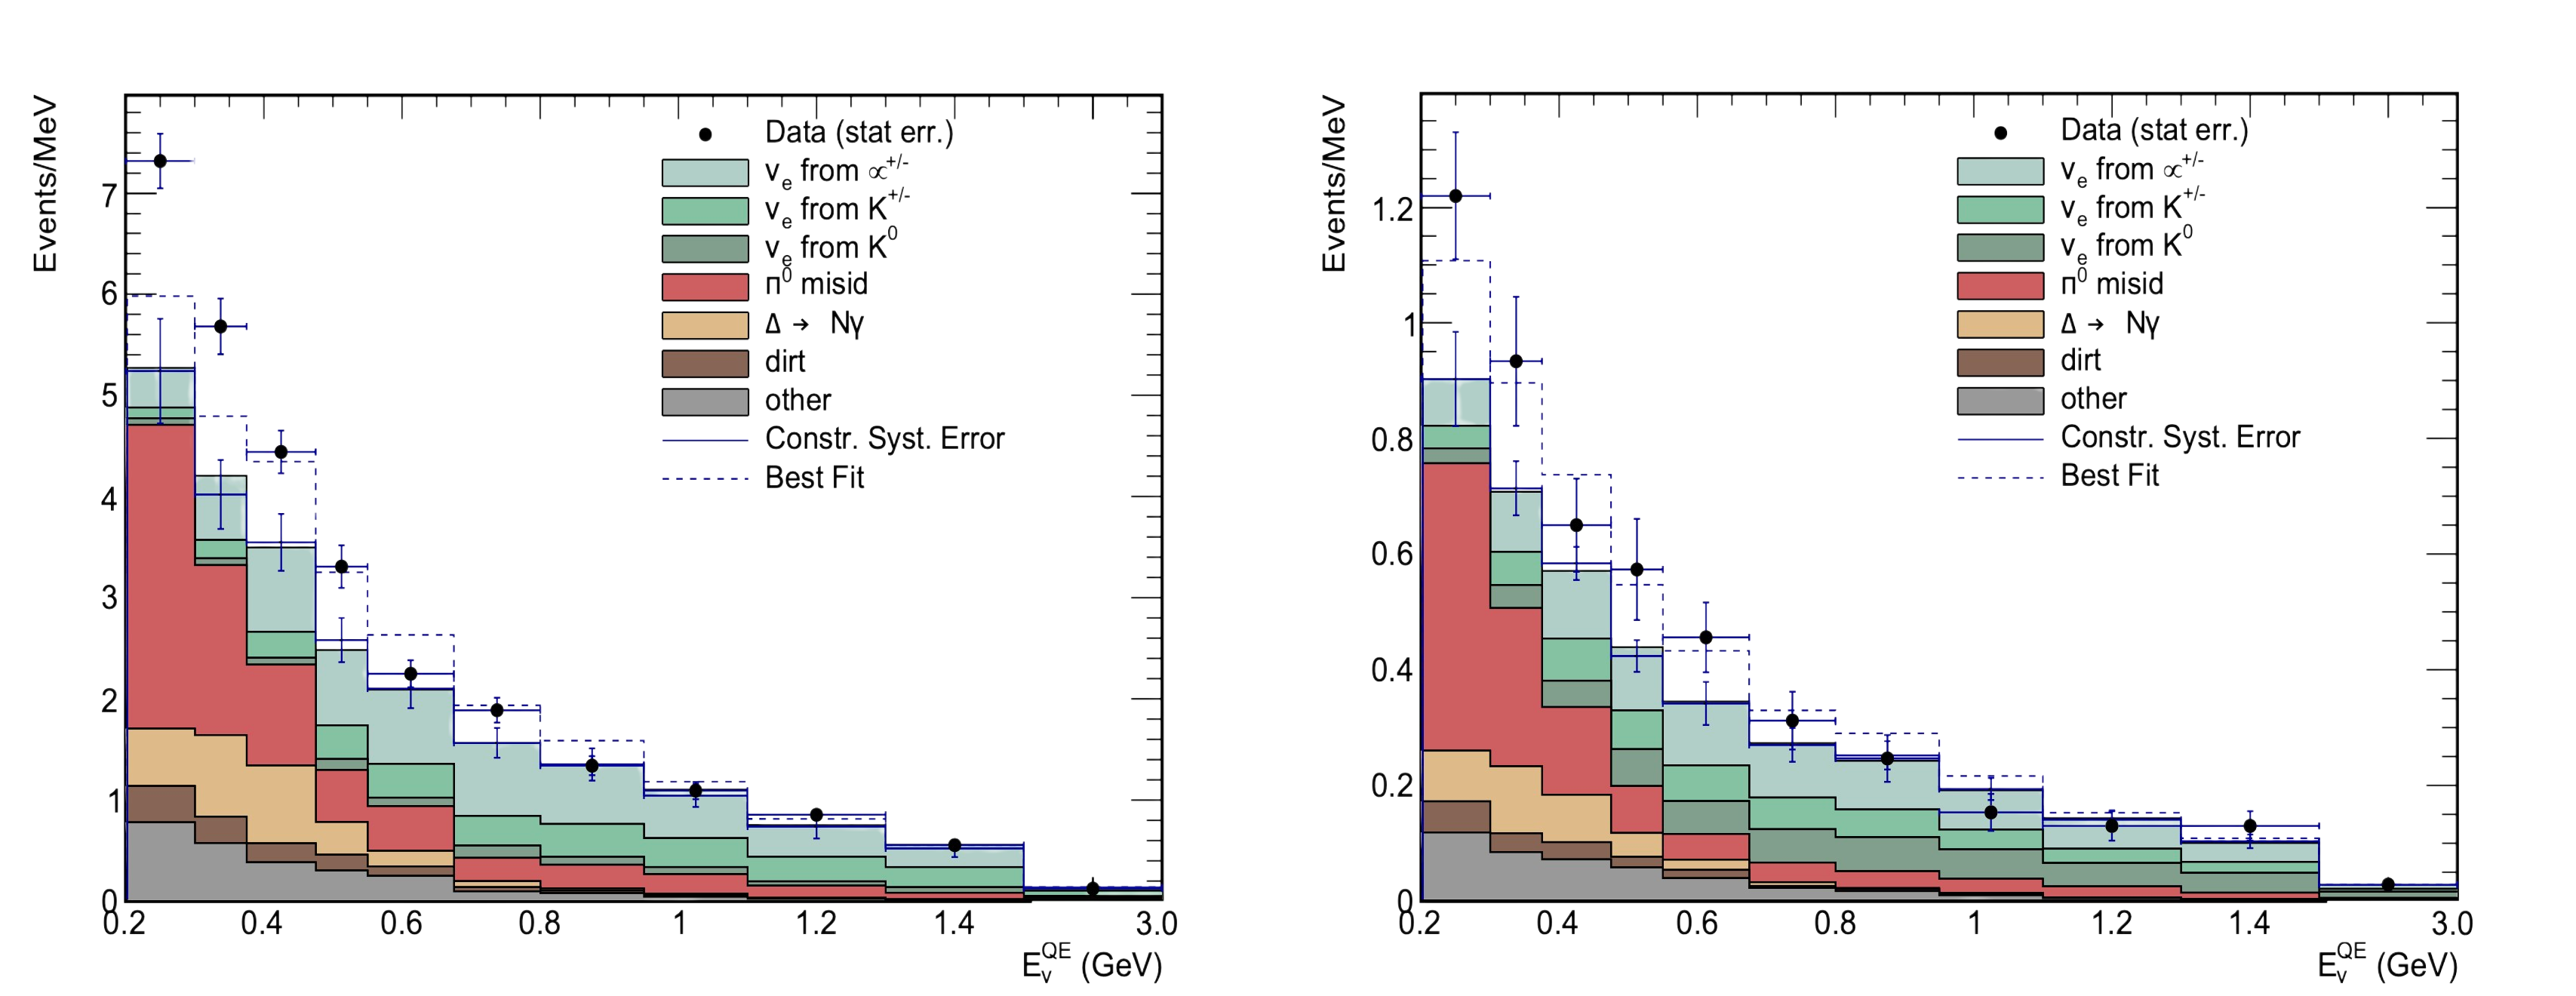 Events/MeV
7
6
5
4
3
2
1
0
Data (stat err.)
νe from ∝+/-
νe from K+/-
νe from K0
π0 misid
Δ → Nγ
dirt
other
Constr. Syst. Error
Best Fit
0.2 0.4 0.6 0.8 1 1.2 1.4 3.0
EνQE (GeV)
Events/MeV
1.2
1
0.8
0.6
0.4
0.2
0
Data (stat err.)
νe from ∝+/-
νe from K+/-
νe from K0
π0 misid
Δ → Nγ
dirt
other
Constr. Syst. Error
Best Fit
0.2 0.4 0.6 0.8 1 1.2 1.4 3.0
EνQE (GeV)